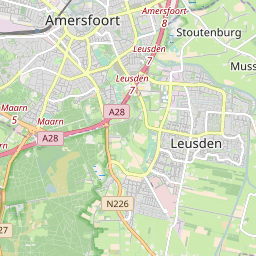 Amersfoort-
8
Amersfoort
Stoutenburg
Leusden
Muss
Leusden
7
7
Maarn
5
A28
A28
Maarn
Leusden
N226
27